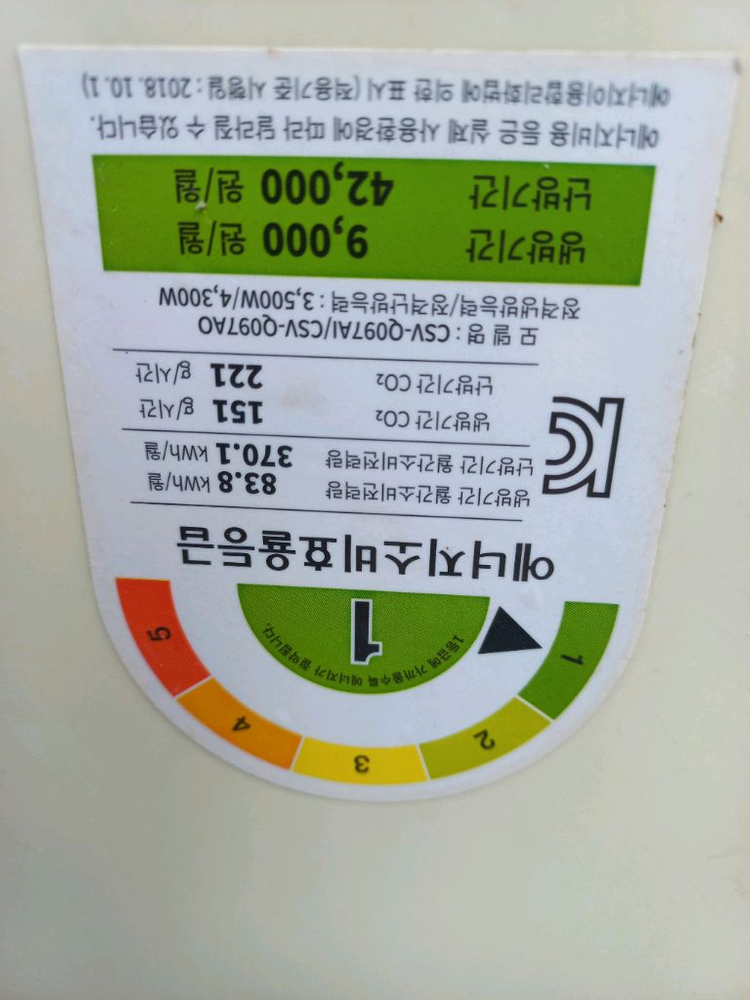 1
2
3
4
5
1
1등급에 가까울수록 에너지가 절약됩니다.
에너지소비효율등급
냉방기간 월간소비전력량 83.8 kWh/월
난방기간 월간소비전력량 370.1 kWh/월
냉방기간 CO₂ 151 g/시간
난방기간 CO₂ 221 g/시간
모 델 명 : CSV-Q097AI/CSV-Q097AO
정격냉방능력/정격난방능력 : 3,500W/4,300W
냉방기간 9,000 원/월
난방기간 42,000 원/월
에너지비용 등은 실제 사용환경에 따라 달라질 수 있습니다.
에너지이용합리화법에 의한 표시 (적용기준 시행일 : 2018. 10. 1)